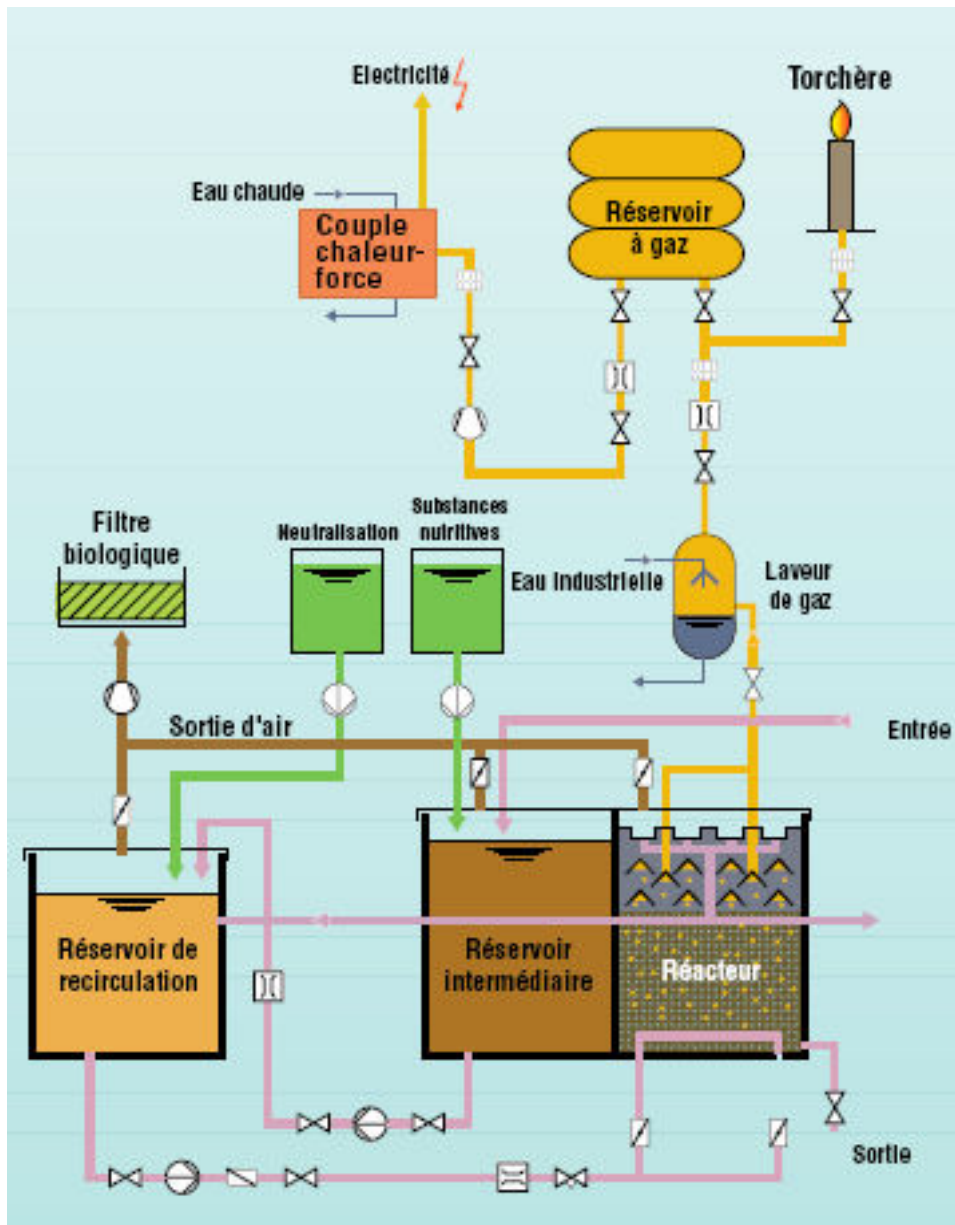 Electricité
Torchère
Eau chaude
Couple
chaleur-
force
Réservoir
à gaz
Filtre
biologique
Neutralisation
Substances
nutritives
Eau industrielle
Laveur
de gaz
Sortie d'air
Entrée
Réservoir de
recirculation
Réservoir
intermédiaire
Réacteur
Sortie